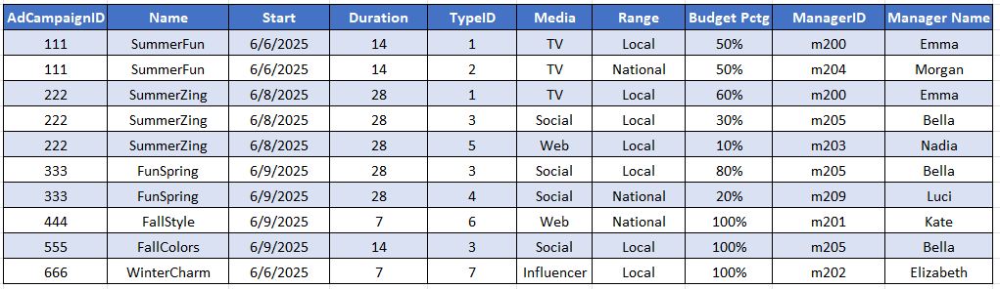 AdCampaignID Name Start Duration TypeID Media Range Budget Pctg ManagerID Manager Name
111 SummerFun 6/6/2025 14 1 TV Local 50% m200 Emma
111 SummerFun 6/6/2025 14 2 TV National 50% m204 Morgan
222 SummerZing 6/8/2025 28 1 TV Local 60% m200 Emma
222 SummerZing 6/8/2025 28 3 Social Local 30% m205 Bella
222 SummerZing 6/8/2025 28 5 Web Local 10% m203 Nadia
333 FunSpring 6/9/2025 28 3 Social Local 80% m205 Bella
333 FunSpring 6/9/2025 28 4 Social National 20% m209 Luci
444 FallStyle 6/9/2025 7 6 Web National 100% m201 Kate
555 FallColors 6/9/2025 14 3 Social Local 100% m205 Bella
666 WinterCharm 6/6/2025 7 7 Influencer Local 100% m202 Elizabeth